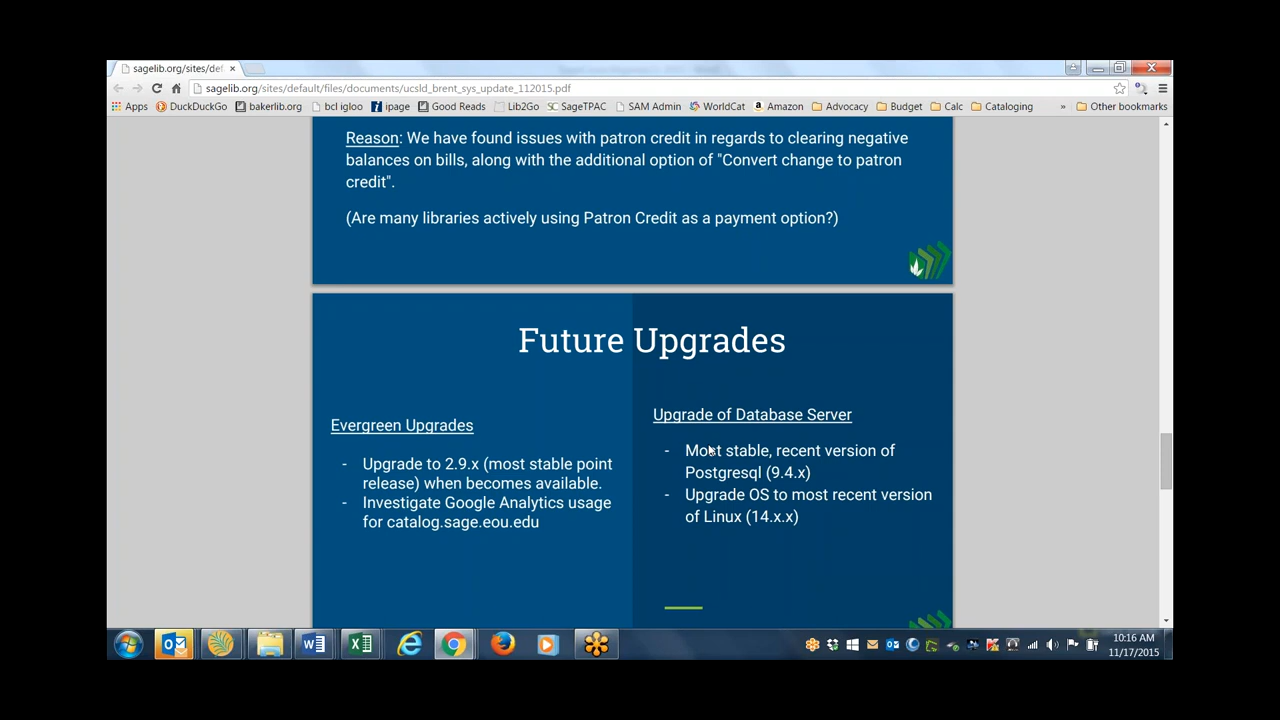 sagelib.org/sites/def
sagelib.org/sites/default/files/documents/ucsld_brent_sys_update_112015.pdf
Apps DuckDuckGo bakerlib.org bcl igloo ipage Good Reads Lib2Go SageTPAC SAM Admin WorldCat Amazon Advocacy Budget Calc Cataloging » Other bookmarks
Reason: We have found issues with patron credit in regards to clearing negative
balances on bills, along with the additional option of "Convert change to patron
credit".
(Are many libraries actively using Patron Credit as a payment option?)
Future Upgrades
Evergreen Upgrades
- Upgrade to 2.9.x (most stable point
release) when becomes available.
- Investigate Google Analytics usage
for catalog.sage.eou.edu
Upgrade of Database Server
- Most stable, recent version of
Postgresql (9.4.x)
- Upgrade OS to most recent version
of Linux (14.x.x)
10:16 AM
11/17/2015